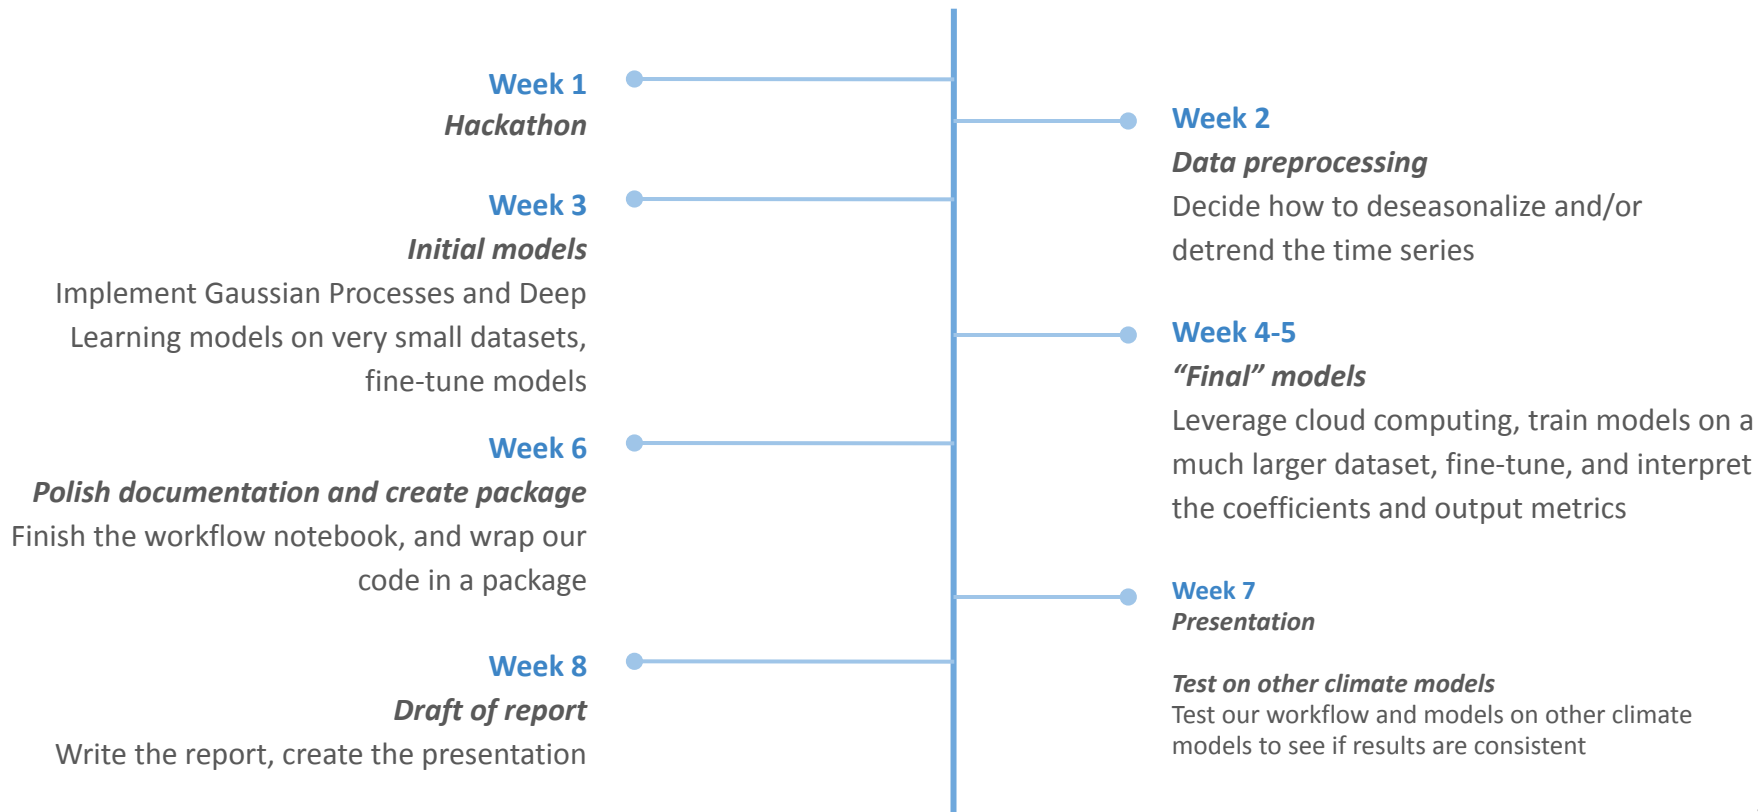 Week 1
Hackathon
Week 2
Data preprocessing
Decide how to deseasonalize and/or
detrend the time series
Week 3
Initial models
Implement Gaussian Processes and Deep
Learning models on very small datasets,
fine-tune models
Week 4-5
“Final” models
Leverage cloud computing, train models on a
much larger dataset, fine-tune, and interpret
the coefficients and output metrics
Week 6
Polish documentation and create package
Finish the workflow notebook, and wrap our
code in a package
Week 7
Presentation
Test on other climate models
Test our workflow and models on other climate
models to see if results are consistent
Week 8
Draft of report
Write the report, create the presentation